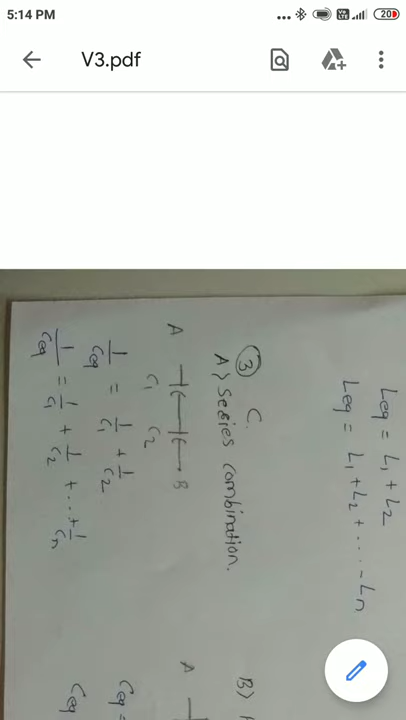 5:14 PM
20
V3.pdf
Leq = L1 + L2
Leq = L1 + L2 + .... - Ln
③ C.
A> Series combination.
A
B
C1 C2
1/Ceq = 1/C1 + 1/C2
1/Ceq = 1/C1 + 1/C2 + ... + 1/Cn
B>
A
Ceq =
Ceq